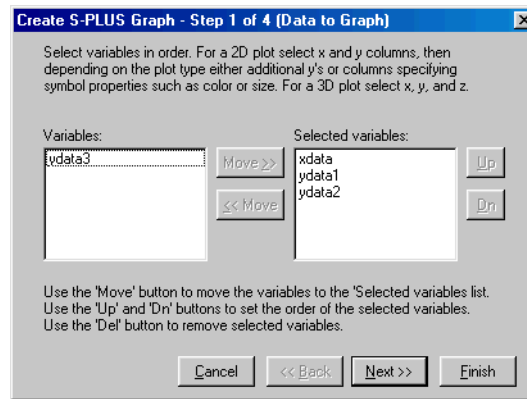 Create S-PLUS Graph - Step 1 of 4 (Data to Graph)
Select variables in order. For a 2D plot select x and y columns, then
depending on the plot type either additional y's or columns specifying
symbol properties such as color or size. For a 3D plot select x, y, and z.
Variables:
Selected variables:
ydata3
Move >>
<< Move
xdata
ydata1
ydata2
Up
Dn
Use the 'Move' button to move the variables to the 'Selected variables list.
Use the 'Up' and 'Dn' buttons to set the order of the selected variables.
Use the 'Del' button to remove selected variables.
Cancel
<< Back
Next >>
Finish